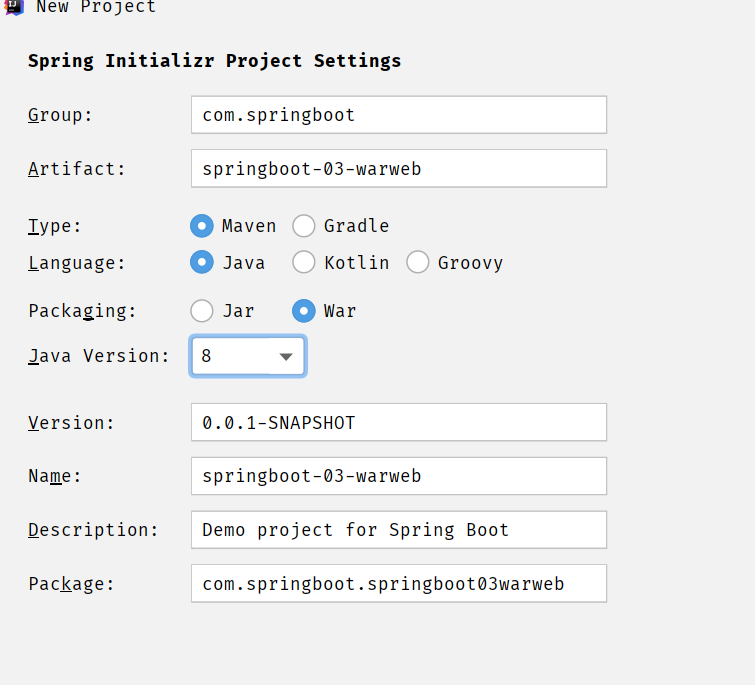 New Project
Spring Initializr Project Settings
Group: com.springboot
Artifact: springboot-03-warweb
Type: Maven Gradle
Language: Java Kotlin Groovy
Packaging: Jar War
Java Version: 8
Version: 0.0.1-SNAPSHOT
Name: springboot-03-warweb
Description: Demo project for Spring Boot
Package: com.springboot.springboot03warweb